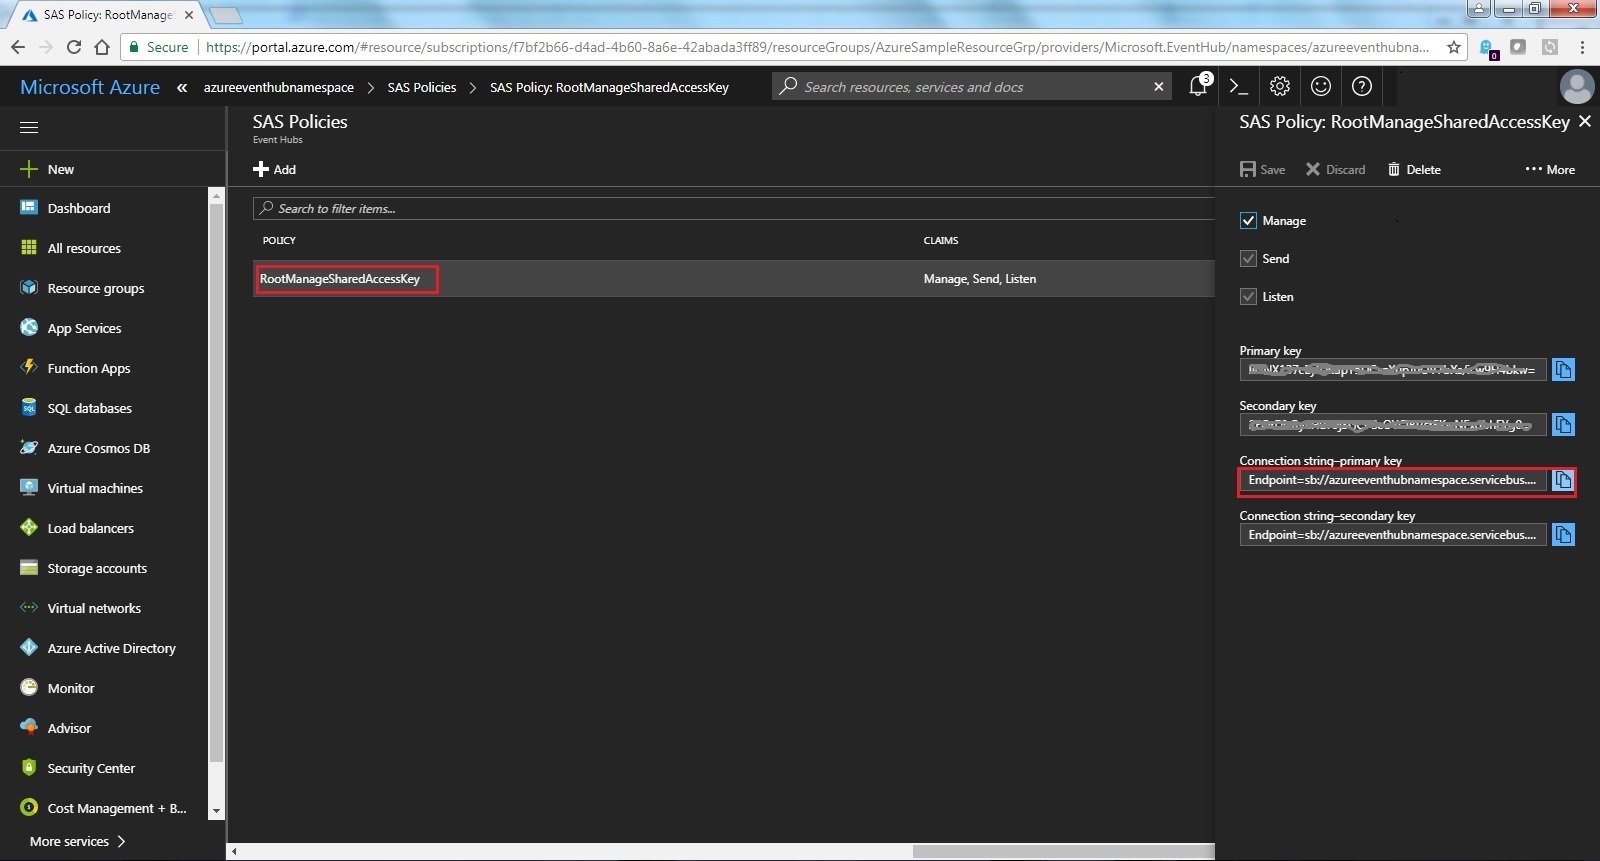 SAS Policy: RootManageS
Secure https://portal.azure.com/#resource/subscriptions/f7bf2b66-d4ad-4b60-8a6e-42abada3ff89/resourceGroups/AzureSampleResourceGrp/providers/Microsoft.EventHub/namespaces/azureeventhubna...
0
Microsoft Azure « azureeventhubnamespace > SAS Policies > SAS Policy: RootManageSharedAccessKey
Search resources, services and docs
3
New
Dashboard
All resources
Resource groups
App Services
Function Apps
SQL databases
Azure Cosmos DB
Virtual machines
Load balancers
Storage accounts
Virtual networks
Azure Active Directory
Monitor
Advisor
Security Center
Cost Management + B...
More services >
SAS Policies
Event Hubs
Add
Search to filter items...
POLICY CLAIMS
RootManageSharedAccessKey Manage, Send, Listen
SAS Policy: RootManageSharedAccessKey
Save Discard Delete ... More
Manage
Send
Listen
Primary key
Secondary key
Connection string–primary key
Endpoint=sb://azureeventhubnamespace.servicebus....
Connection string–secondary key
Endpoint=sb://azureeventhubnamespace.servicebus....